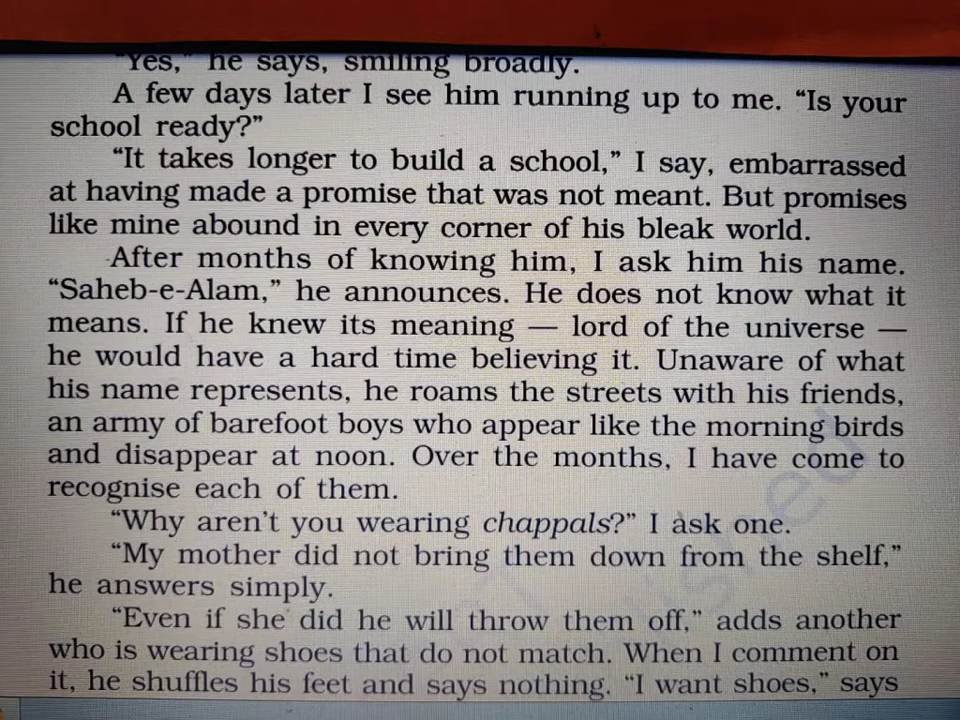 "Yes," he says, smiling broadly.
A few days later I see him running up to me. "Is your
school ready?"
"It takes longer to build a school," I say, embarrassed
at having made a promise that was not meant. But promises
like mine abound in every corner of his bleak world.
After months of knowing him, I ask him his name.
"Saheb-e-Alam," he announces. He does not know what it
means. If he knew its meaning — lord of the universe —
he would have a hard time believing it. Unaware of what
his name represents, he roams the streets with his friends,
an army of barefoot boys who appear like the morning birds
and disappear at noon. Over the months, I have come to
recognise each of them.
"Why aren't you wearing chappals?" I ask one.
"My mother did not bring them down from the shelf,"
he answers simply.
"Even if she did he will throw them off," adds another
who is wearing shoes that do not match. When I comment on
it, he shuffles his feet and says nothing. "I want shoes," says